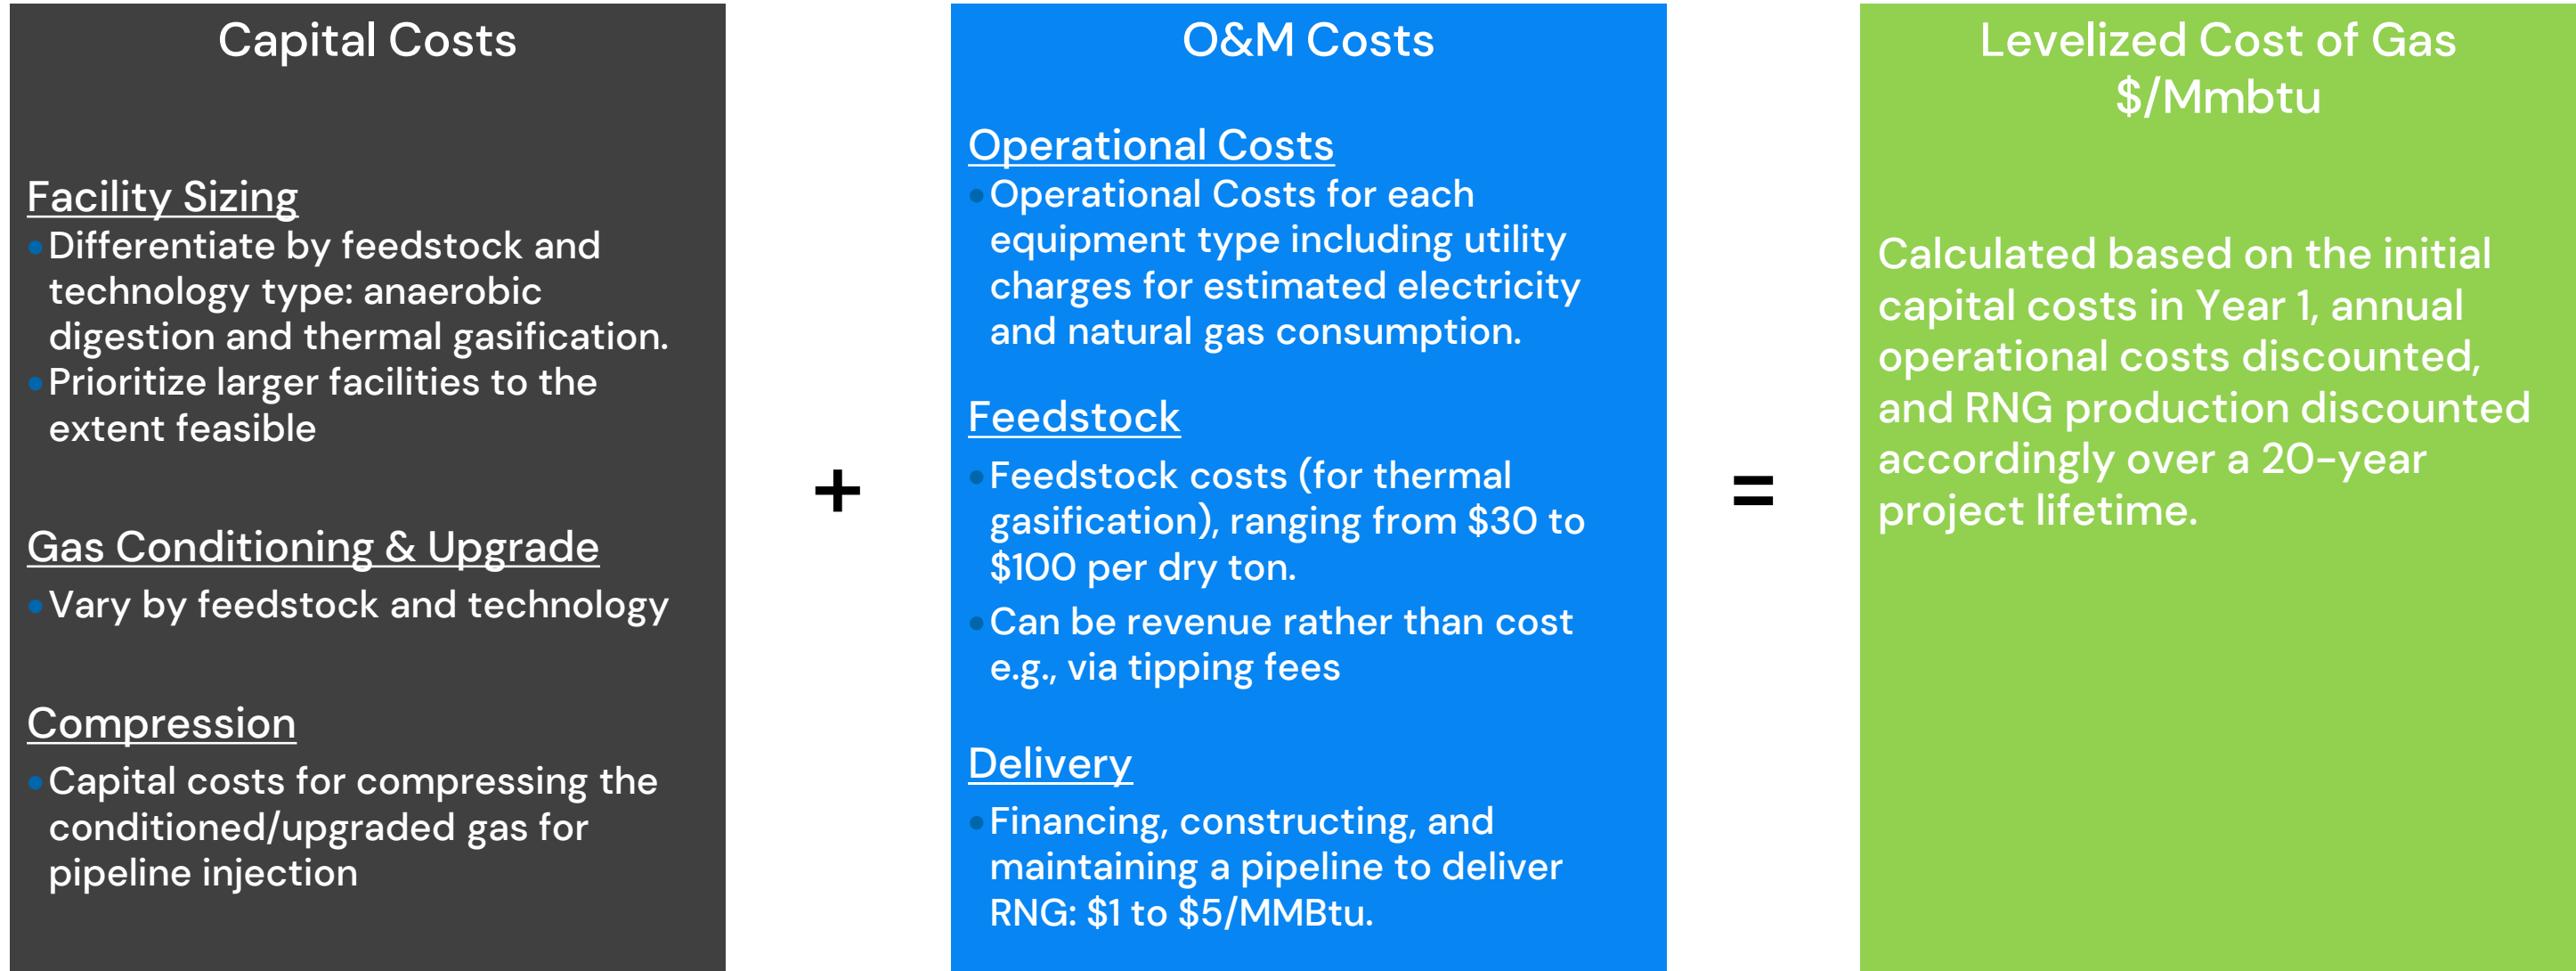 Capital Costs
Facility Sizing
•Differentiate by feedstock and
technology type: anaerobic
digestion and thermal gasification.
•Prioritize larger facilities to the
extent feasible
Gas Conditioning & Upgrade
•Vary by feedstock and technology
Compression
•Capital costs for compressing the
conditioned/upgraded gas for
pipeline injection
+
O&M Costs
Operational Costs
•Operational Costs for each
equipment type including utility
charges for estimated electricity
and natural gas consumption.
Feedstock
•Feedstock costs (for thermal
gasification), ranging from $30 to
$100 per dry ton.
•Can be revenue rather than cost
e.g., via tipping fees
Delivery
•Financing, constructing, and
maintaining a pipeline to deliver
RNG: $1 to $5/MMBtu.
=
Levelized Cost of Gas
$/Mmbtu
Calculated based on the initial
capital costs in Year 1, annual
operational costs discounted,
and RNG production discounted
accordingly over a 20-year
project lifetime.